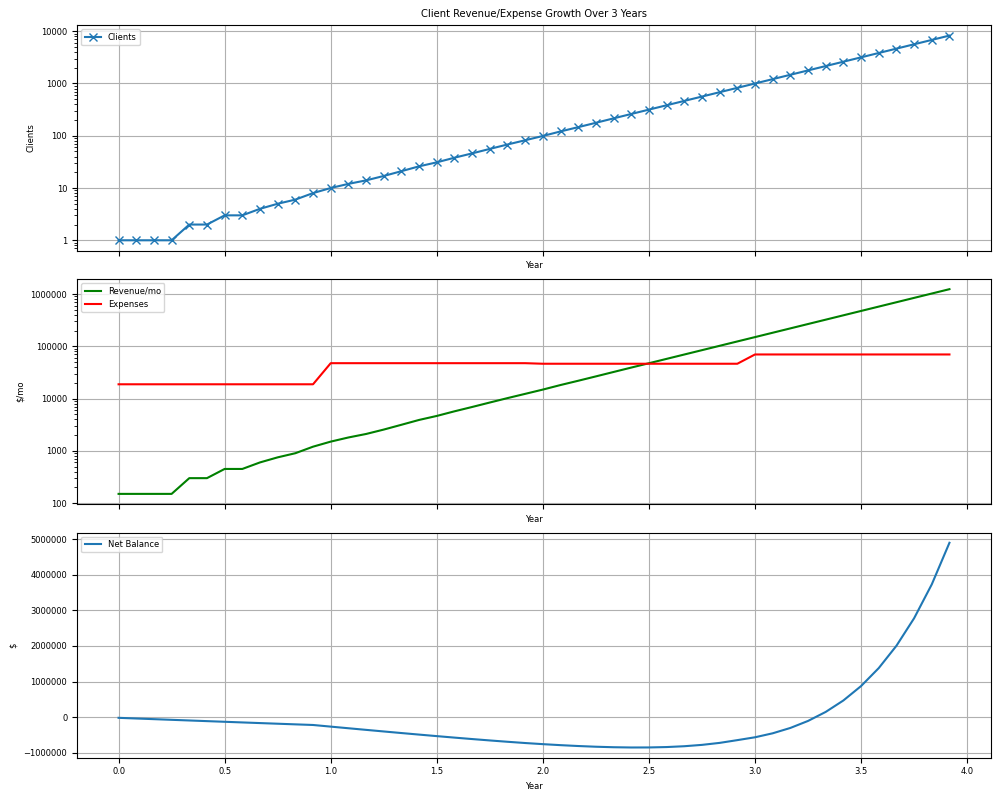 Client Revenue/Expense Growth Over 3 Years
Clients
10000
1000
100
10
1
Clients
Year
Revenue/mo
Expenses
1000000
100000
10000
1000
100
$/mo
Year
Net Balance
5000000
4000000
3000000
2000000
1000000
0
−1000000
$
0.0 0.5 1.0 1.5 2.0 2.5 3.0 3.5 4.0
Year